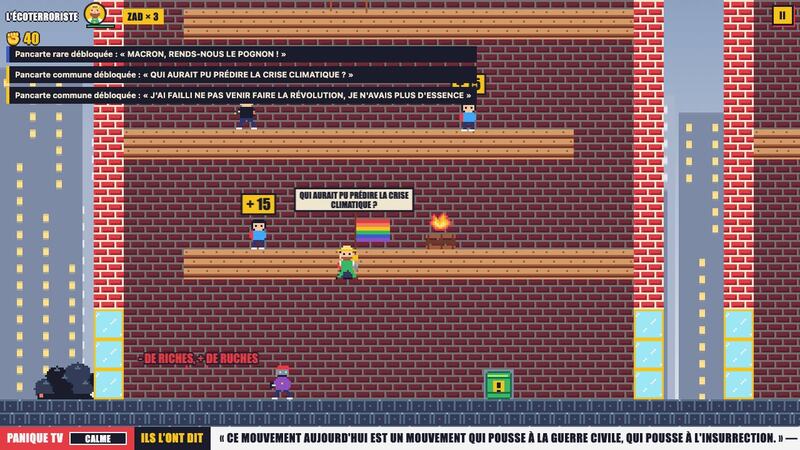 L'ÉCOTERRORISTE
ZAD × 3
40
Pancarte rare débloquée : « MACRON, RENDS-NOUS LE POGNON ! »
Pancarte commune débloquée : « QUI AURAIT PU PRÉDIRE LA CRISE CLIMATIQUE ? »
Pancarte commune débloquée : « J'AI FAILLI NE PAS VENIR FAIRE LA RÉVOLUTION, JE N'AVAIS PLUS D'ESSENCE »
+ 15
QUI AURAIT PU PRÉDIRE LA CRISE
CLIMATIQUE ?
- DE RICHES, + DE RUCHES
!
PANIQUE TV
CALME
ILS L'ONT DIT
« CE MOUVEMENT AUJOURD'HUI EST UN MOUVEMENT QUI POUSSE À LA GUERRE CIVILE, QUI POUSSE À L'INSURRECTION. » —